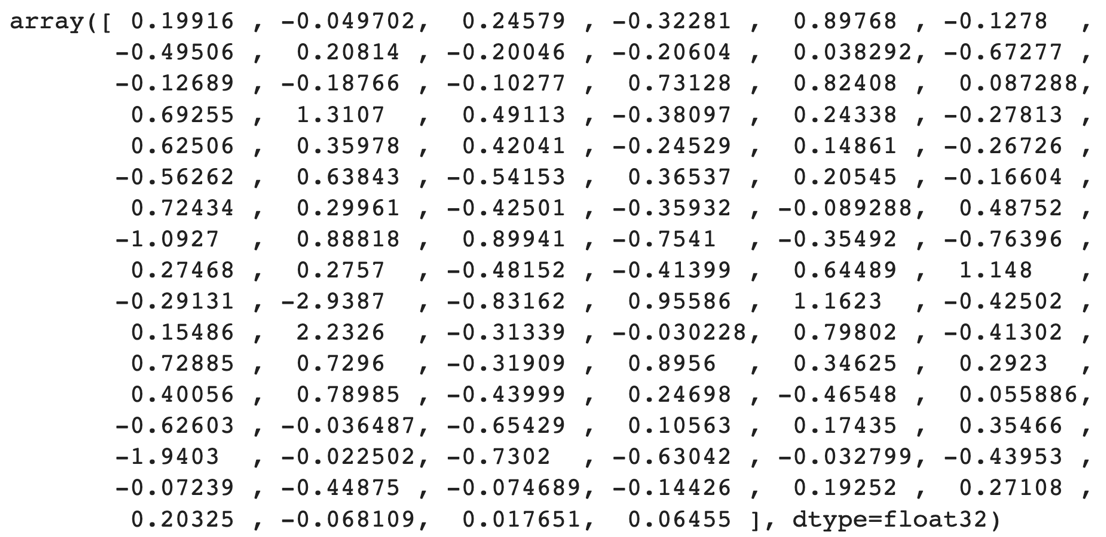 array([ 0.19916 , -0.049702,  0.24579 , -0.32281 ,  0.89768 , -0.1278  ,
       -0.49506 ,  0.20814 , -0.20046 , -0.20604 ,  0.038292, -0.67277 ,
       -0.12689 , -0.18766 , -0.10277 ,  0.73128 ,  0.82408 ,  0.087288,
        0.69255 ,  1.3107  ,  0.49113 , -0.38097 ,  0.24338 , -0.27813 ,
        0.62506 ,  0.35978 ,  0.42041 , -0.24529 ,  0.14861 , -0.26726 ,
       -0.56262 ,  0.63843 , -0.54153 ,  0.36537 ,  0.20545 , -0.16604 ,
        0.72434 ,  0.29961 , -0.42501 , -0.35932 , -0.089288,  0.48752 ,
       -1.0927  ,  0.88818 ,  0.89941 , -0.7541  , -0.35492 , -0.76396 ,
        0.27468 ,  0.2757  , -0.48152 , -0.41399 ,  0.64489 ,  1.148   ,
       -0.29131 , -2.9387  , -0.83162 ,  0.95586 ,  1.1623  , -0.42502 ,
        0.15486 ,  2.2326  , -0.31339 , -0.030228,  0.79802 , -0.41302 ,
        0.72885 ,  0.7296  , -0.31909 ,  0.8956  ,  0.34625 ,  0.2923  ,
        0.40056 ,  0.78985 , -0.43999 ,  0.24698 , -0.46548 ,  0.055886,
       -0.62603 , -0.036487, -0.65429 ,  0.10563 ,  0.17435 ,  0.35466 ,
       -1.9403  , -0.022502, -0.7302  , -0.63042 , -0.032799, -0.43953 ,
       -0.07239 , -0.44875 , -0.074689, -0.14426 ,  0.19252 ,  0.27108 ,
        0.20325 , -0.068109,  0.017651,  0.06455 ], dtype=float32)